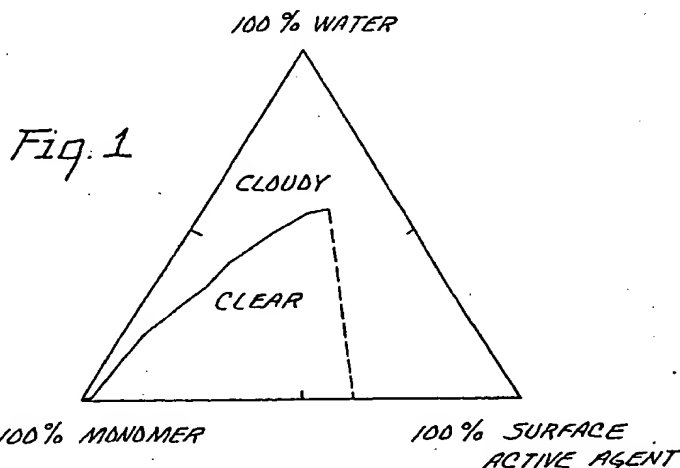 100% WATER
Fig. 1
CLOUDY
CLEAR
100% MONOMER
100% SURFACE
ACTIVE AGENT